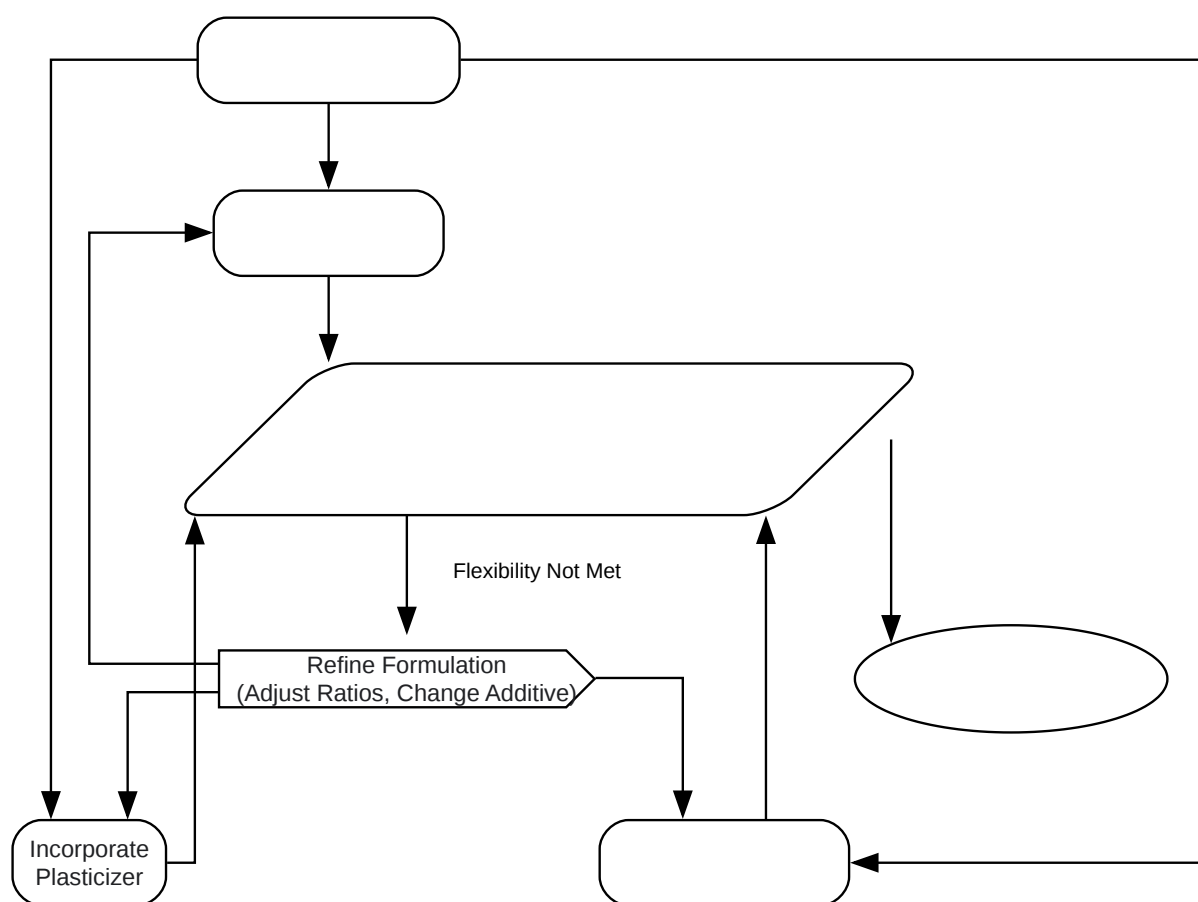 Flexibility Not Met
Refine Formulation
(Adjust Ratios, Change Additive)
Incorporate
Plasticizer